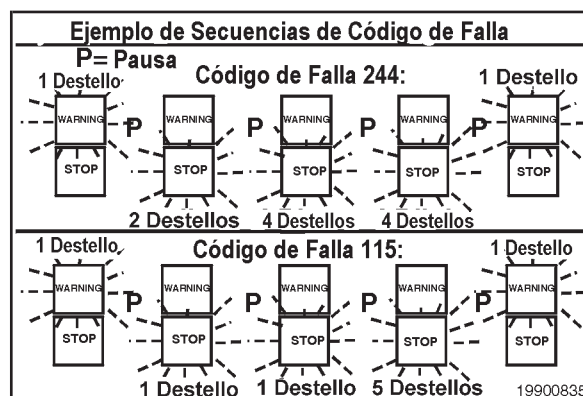 Ejemplo de Secuencias de Código de Falla
P= Pausa
1 Destello
Código de Falla 244:
1 Destello
WARNING P WARNING P WARNING P WARNING P WARNING
STOP STOP STOP STOP STOP
2 Destellos 4 Destellos 4 Destellos
1 Destello
Código de Falla 115:
1 Destello
WARNING P WARNING P WARNING P WARNING P WARNING
STOP STOP STOP STOP STOP
1 Destello 1 Destello 5 Destellos
19900835